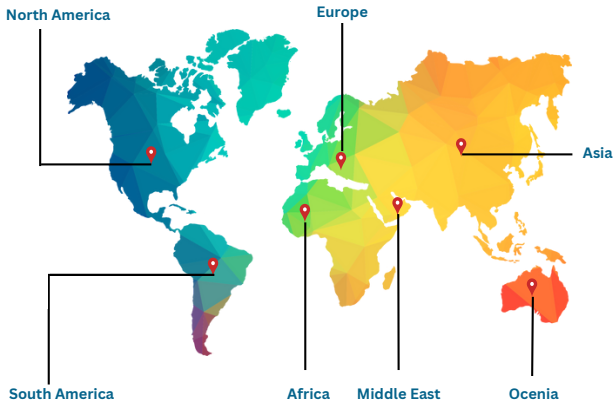 North America
Europe
Asia
South America
Africa
Middle East
Ocenia